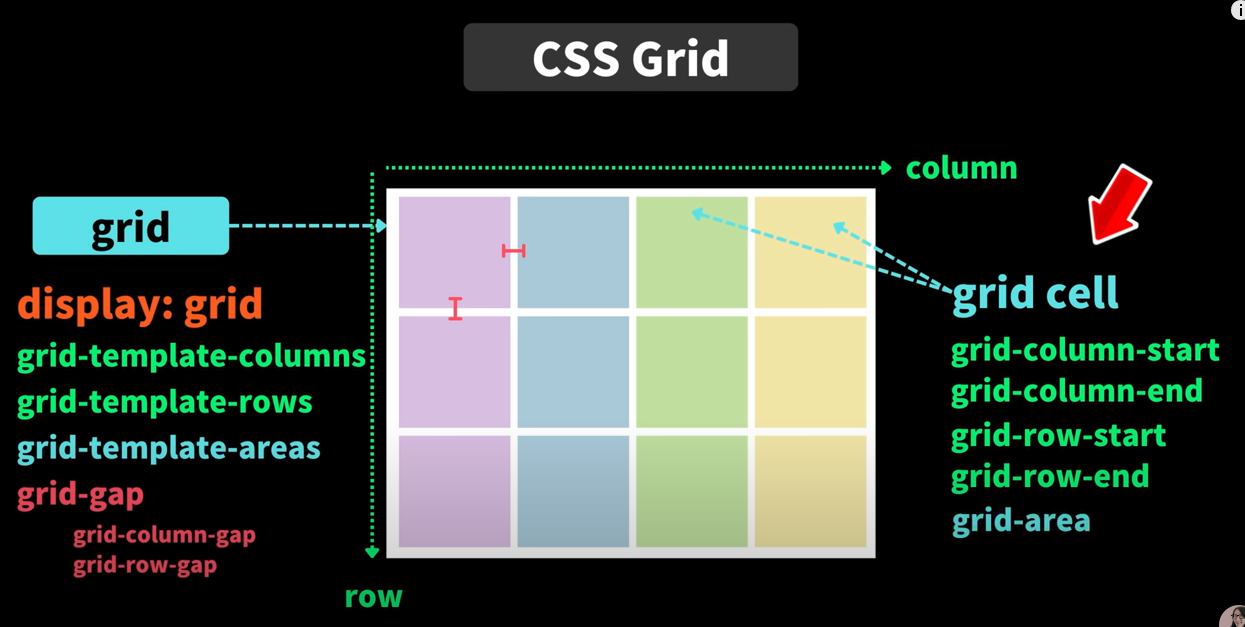 CSS Grid
column
grid
display: grid
grid-template-columns
grid-template-rows
grid-template-areas
grid-gap
grid-column-gap
grid-row-gap
row
grid cell
grid-column-start
grid-column-end
grid-row-start
grid-row-end
grid-area
i